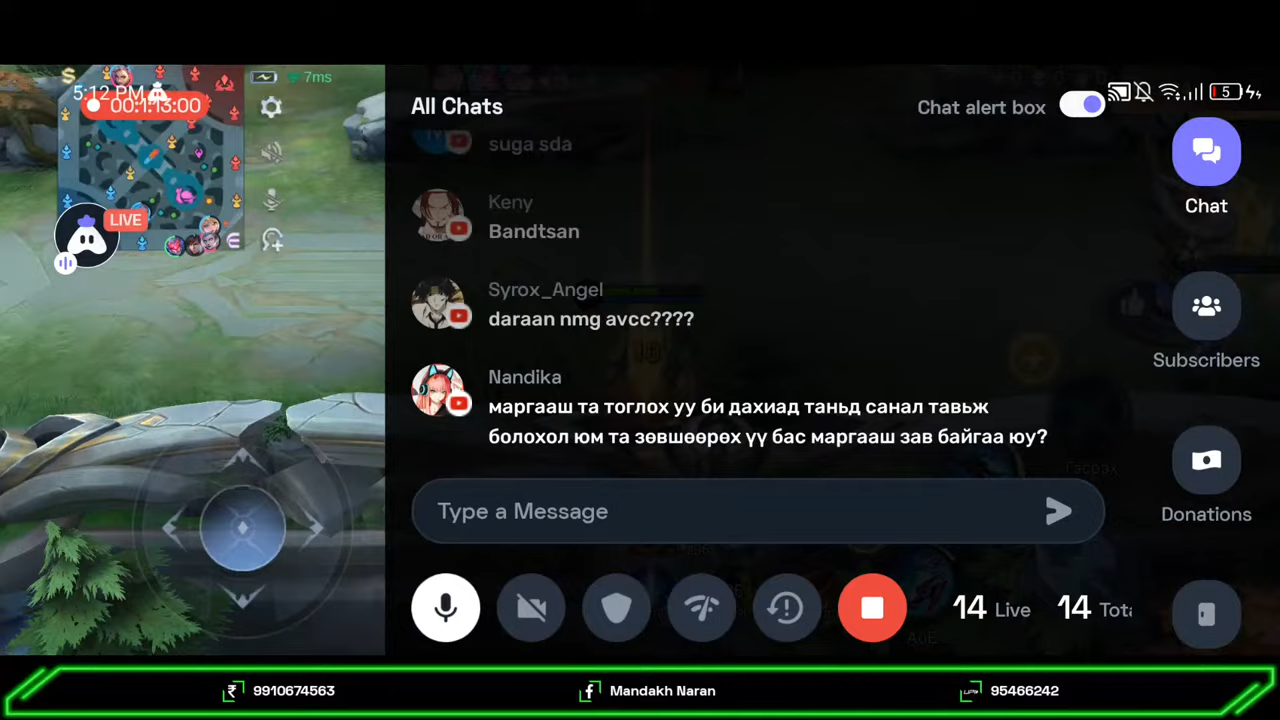 7ms
5:12 PM
00:1:13:00
LIVE
All Chats
Chat alert box
5
suga sda
Keny
Bandtsan
Syrox_Angel
daraan nmg avcc????
Nandika
маргааш та тоглох уу би дахиад таньд санал тавьж
болохол юм та зөвшөөрөх үү бас маргааш зав байгаа юу?
Type a Message
14 Live
14 Tota
Chat
Subscribers
Donations
₹ 9910674563
Mandakh Naran
95466242